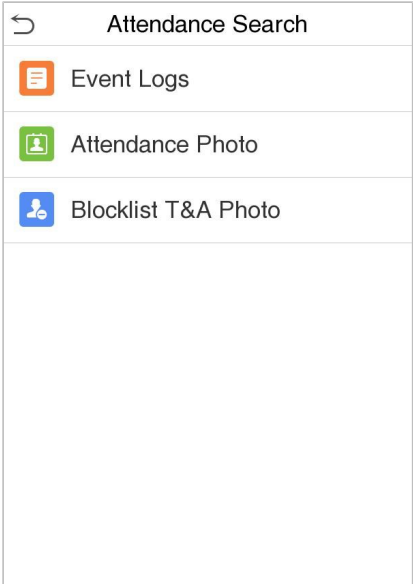 Attendance Search
Event Logs
Attendance Photo
Blocklist T&A Photo